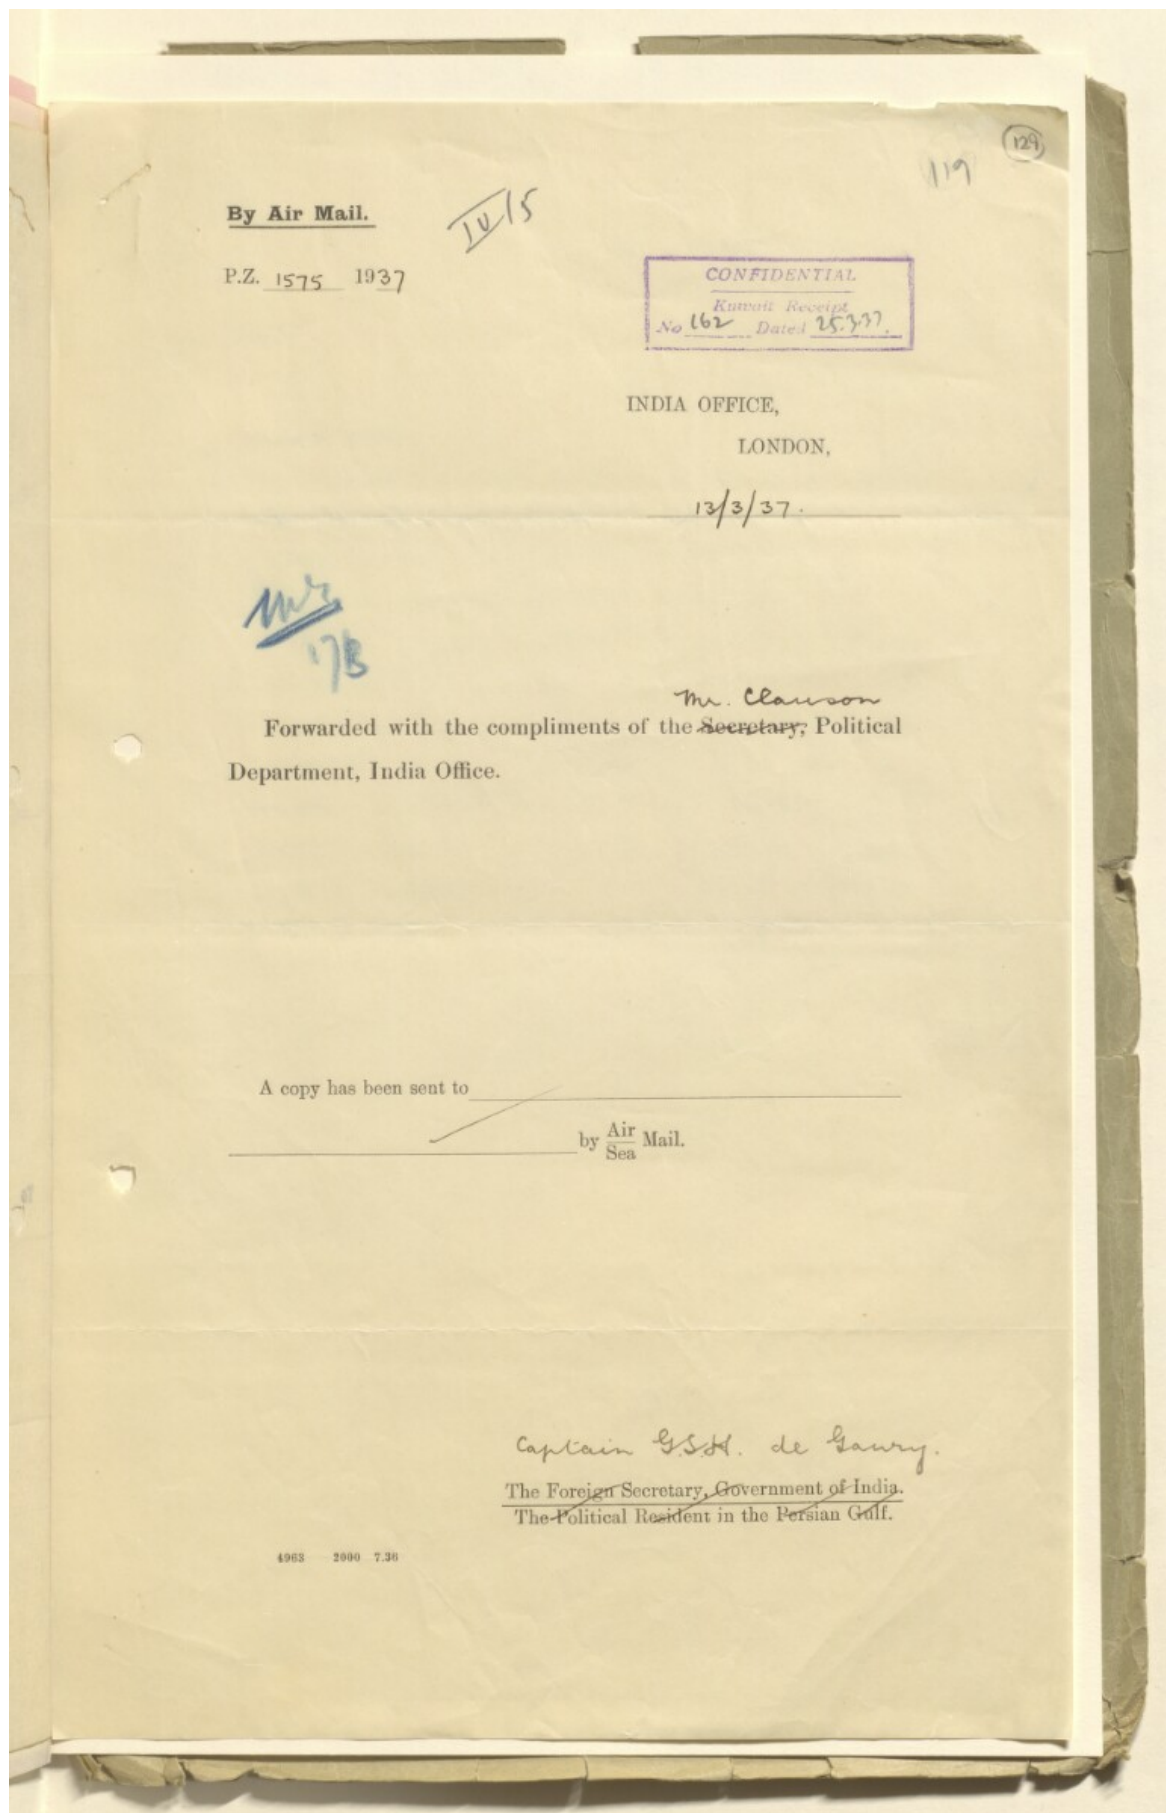 129
119
By Air Mail.
IV/5
P.Z. 1575 1937
CONFIDENTIAL
Kuwait Receipt
No 162 Dated 25.3.37.
INDIA OFFICE,
LONDON,
13/3/37.
Mr. Clauson
Forwarded with the compliments of the Secretary, Political
Department, India Office.
A copy has been sent to
by Air/Sea Mail.
Captain G.S.H. de Gaury.
The Foreign Secretary, Government of India.
The Political Resident in the Persian Gulf.
4963 2000 7.36